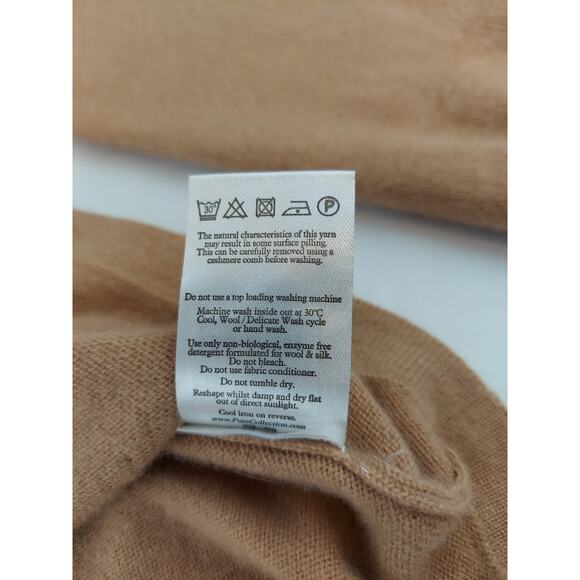 30°
P
The natural characteristics of this yarn
may result in some surface pilling.
This can be carefully removed using a
cashmere comb before washing.
Do not use a top loading washing machine
Machine wash inside out at 30°C
Cool, Wool / Delicate Wash cycle
or hand wash.
Use only non-biological, enzyme free
detergent formulated for wool & silk.
Do not bleach.
Do not use fabric conditioner.
Do not tumble dry.
Reshape whilst damp and dry flat
out of direct sunlight.
Cool iron on reverse.
www.PureCollection.com